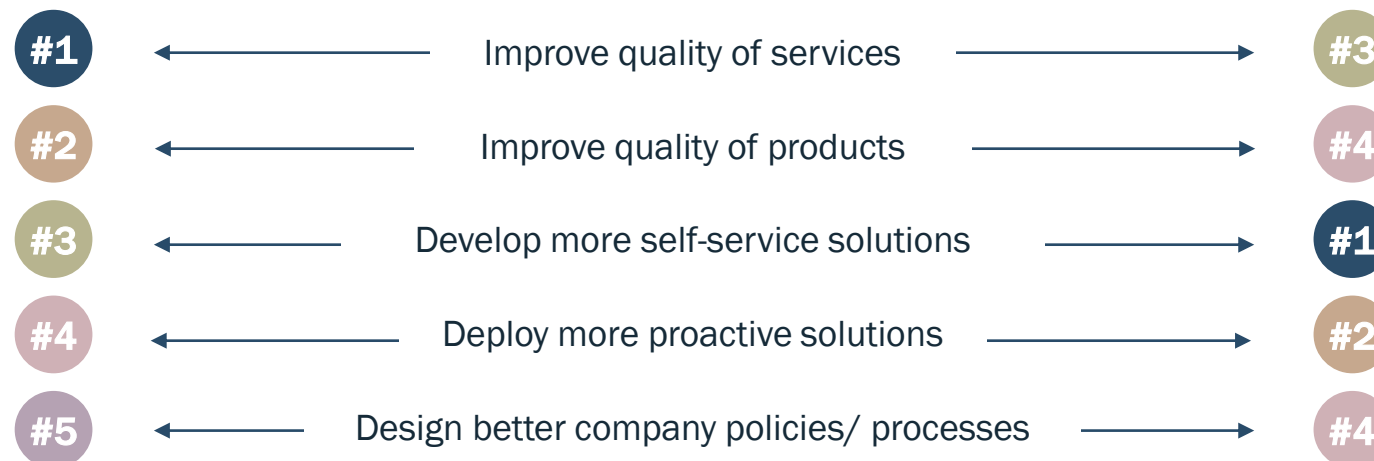 #1 Improve quality of services #3
#2 Improve quality of products #4
#3 Develop more self-service solutions #1
#4 Deploy more proactive solutions #2
#5 Design better company policies/ processes #4